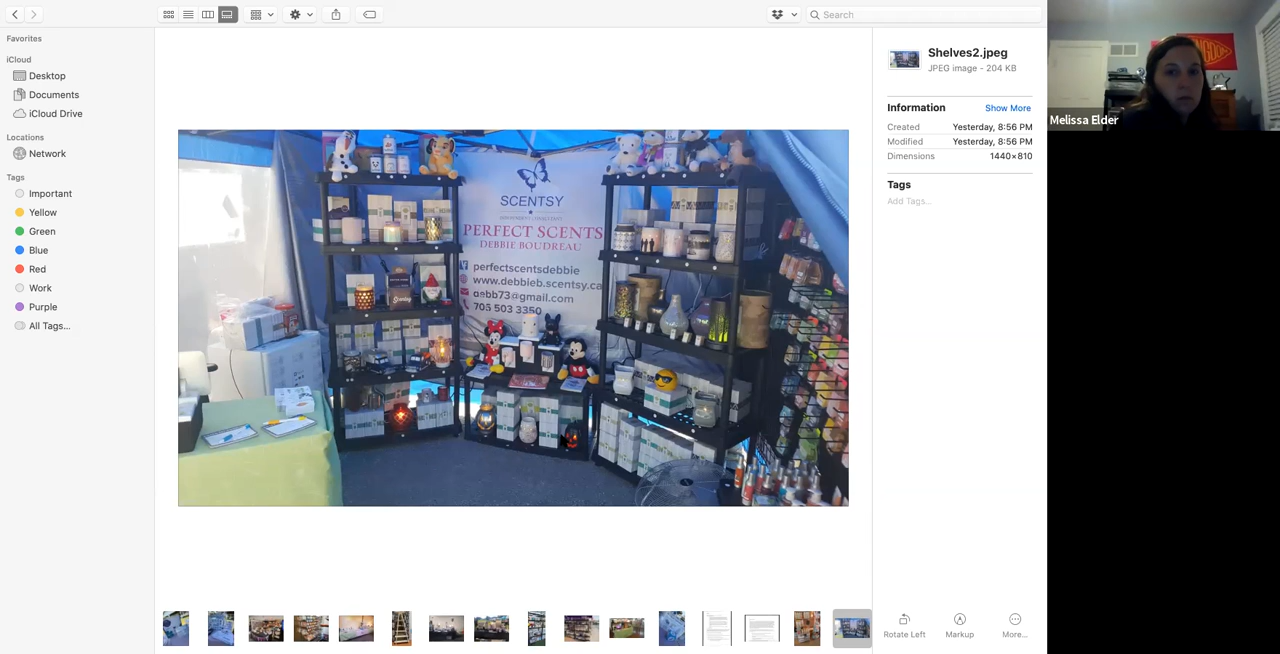 Search
Favorites
iCloud
Desktop
Documents
iCloud Drive
Locations
Network
Tags
Important
Yellow
Green
Blue
Red
Work
Purple
All Tags...
SCENTSY
PERFECT SCENTS
DEBBIE BOUDREAU
perfectscentsdebbie
www.debbieb.scentsy.ca
debb73@gmail.com
705 503 3350
Shelves2.jpeg
JPEG image - 204 KB
Information
Show More
Created Yesterday, 8:56 PM
Modified Yesterday, 8:56 PM
Dimensions 1440×810
Tags
Add Tags...
Rotate Left
Markup
More...
Melissa Elder